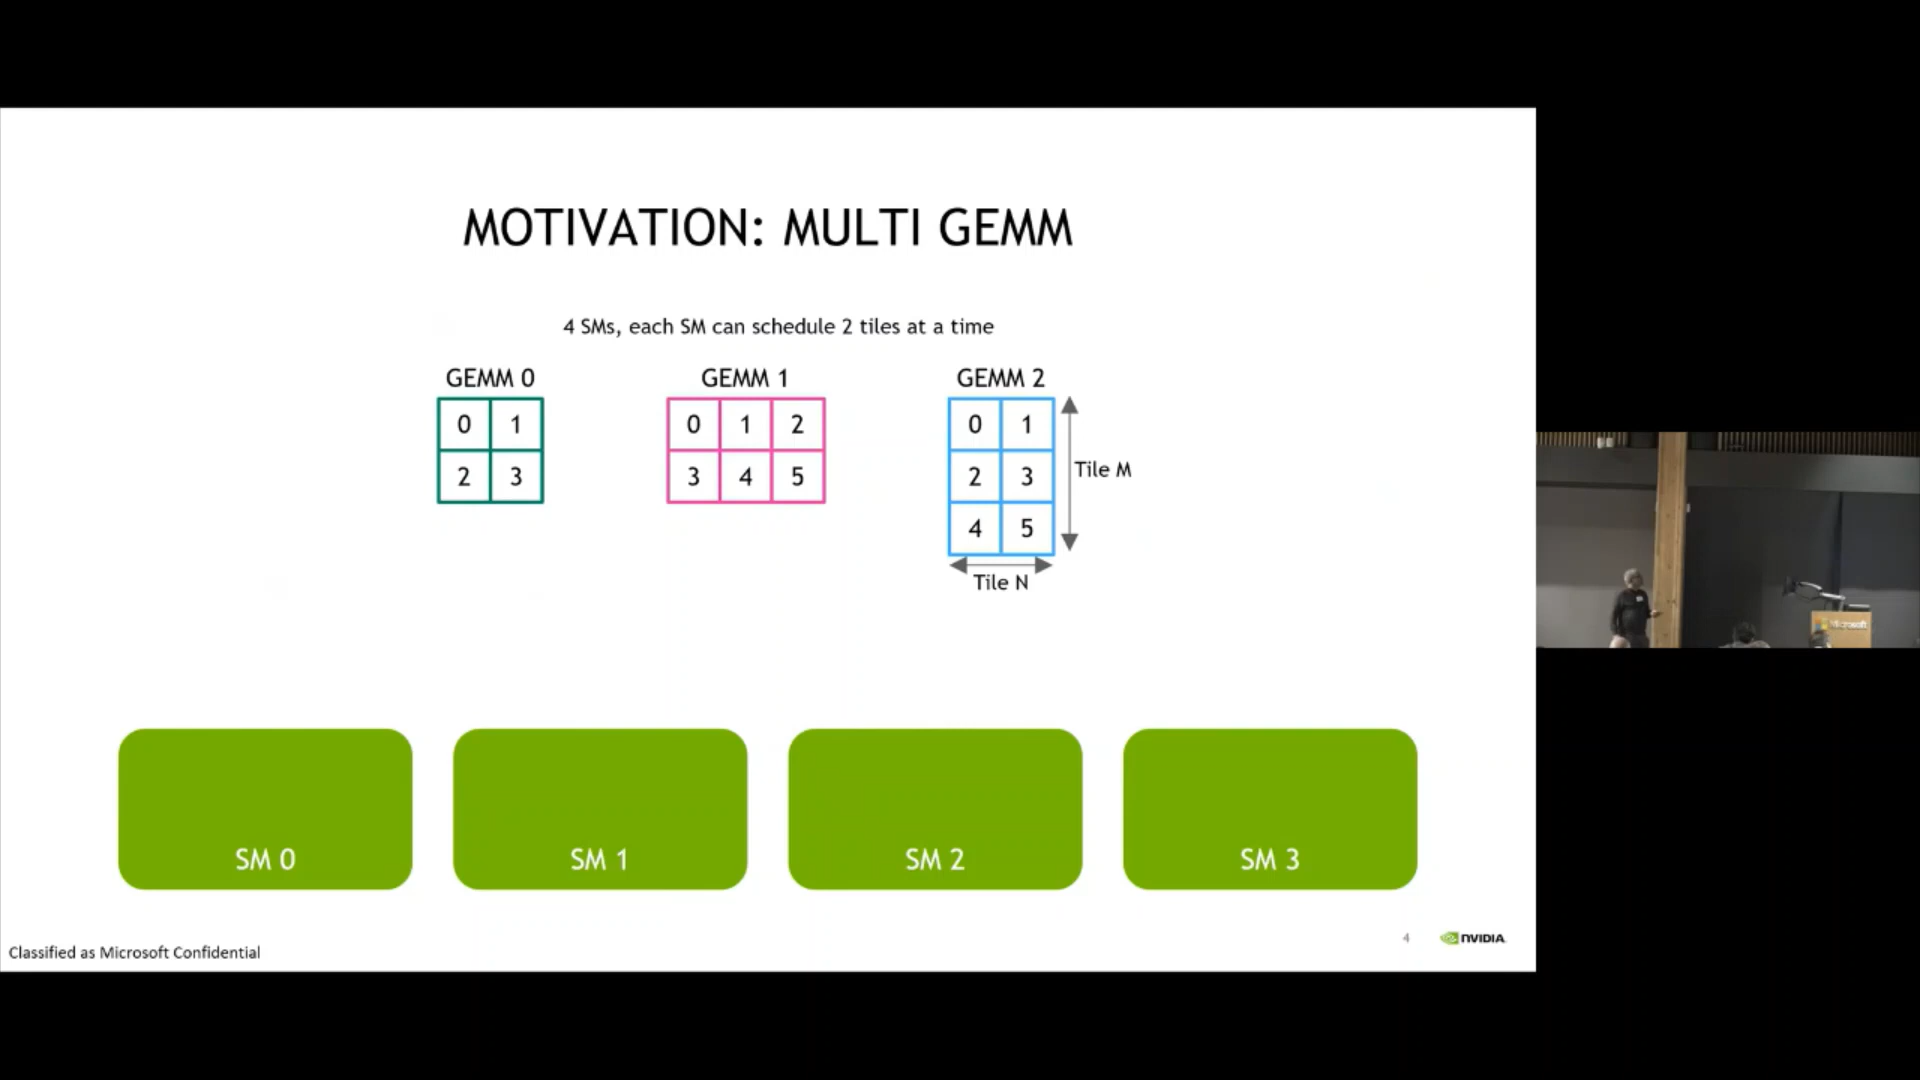 MOTIVATION: MULTI GEMM
4 SMs, each SM can schedule 2 tiles at a time
GEMM 0
0 1
2 3
GEMM 1
0 1 2
3 4 5
GEMM 2
0 1
2 3
4 5
Tile M
Tile N
SM 0
SM 1
SM 2
SM 3
Classified as Microsoft Confidential
4
NVIDIA
Microsoft